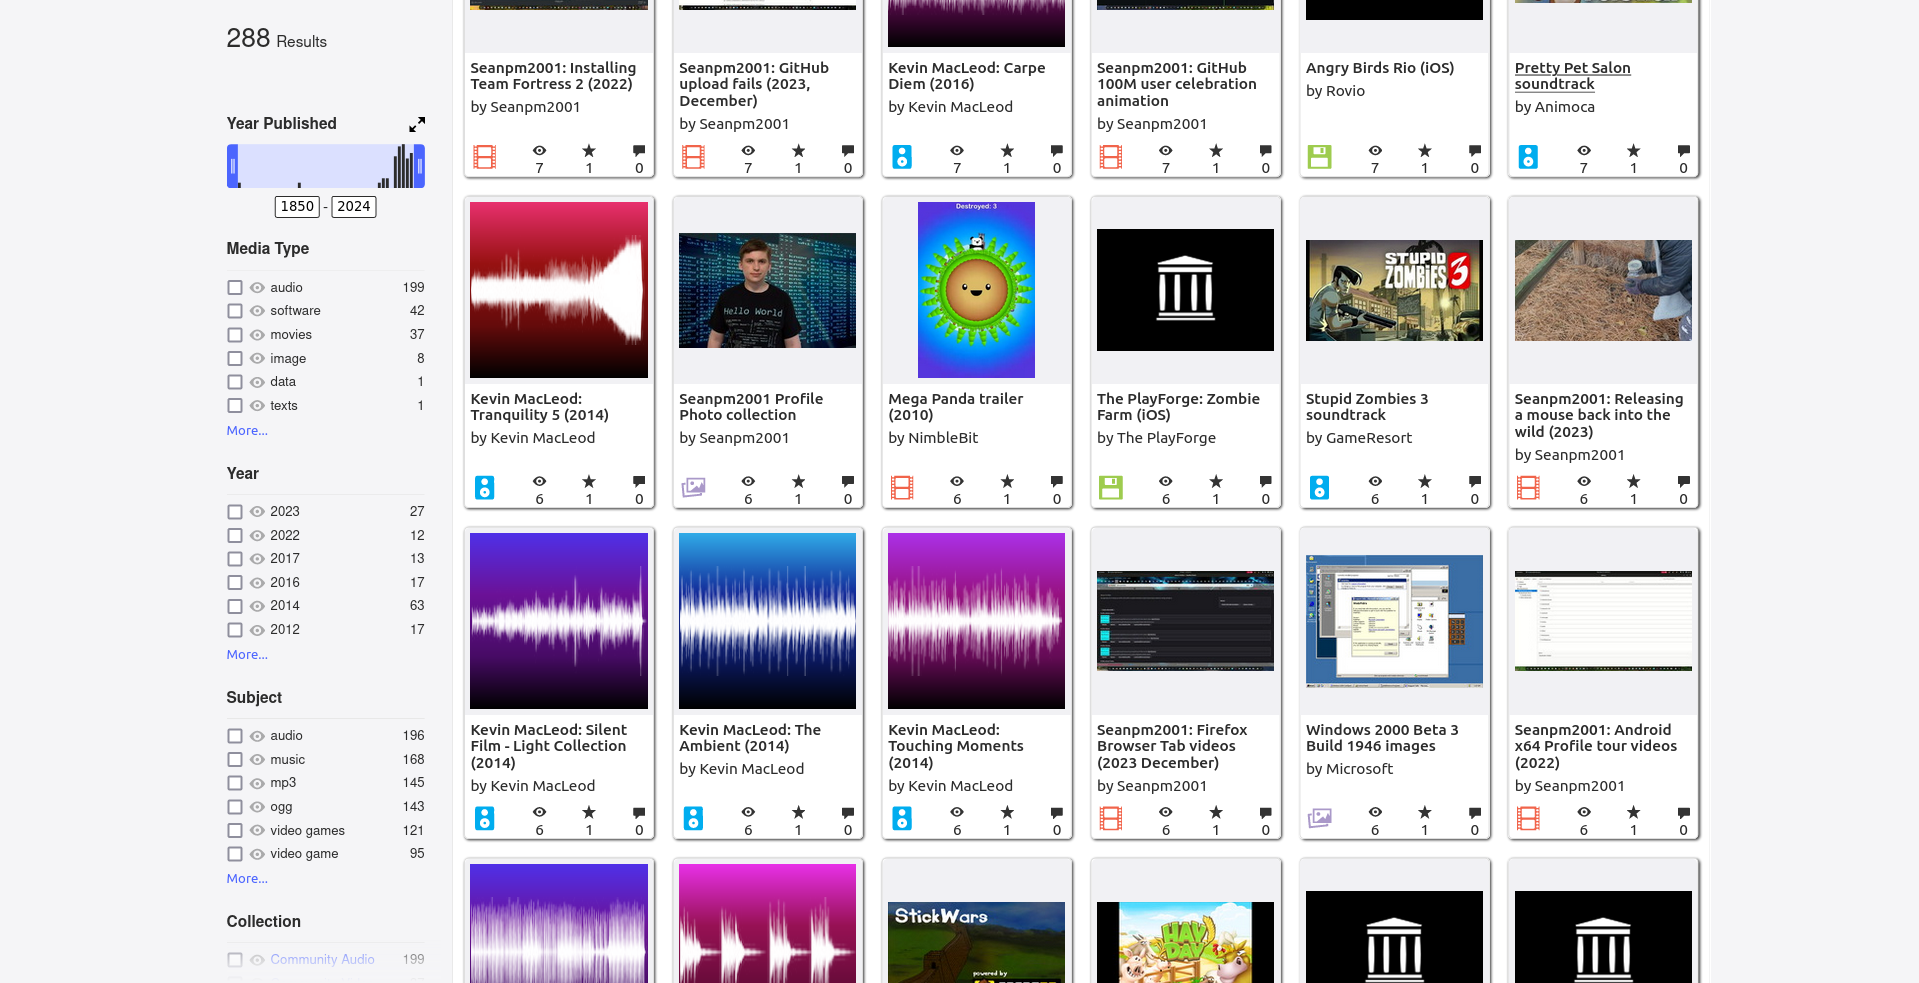 288 Results
Year Published
1850 - 2024
Media Type
audio 199
software 42
movies 37
image 8
data 1
texts 1
More...
Year
2023 27
2022 12
2017 13
2016 17
2014 63
2012 17
More...
Subject
audio 196
music 168
mp3 145
ogg 143
video games 121
video game 95
More...
Collection
Community Audio 199
Seanpm2001: Installing
Team Fortress 2 (2022)
by Seanpm2001
7 1 0
Seanpm2001: GitHub
upload fails (2023,
December)
by Seanpm2001
7 1 0
Kevin MacLeod: Carpe
Diem (2016)
by Kevin MacLeod
7 1 0
Seanpm2001: GitHub
100M user celebration
animation
by Seanpm2001
7 1 0
Angry Birds Rio (iOS)
by Rovio
7 1 0
Pretty Pet Salon
soundtrack
by Animoca
7 1 0
Kevin MacLeod:
Tranquility 5 (2014)
by Kevin MacLeod
6 1 0
Hello World
Seanpm2001 Profile
Photo collection
by Seanpm2001
6 1 0
Destroyed: 3
Mega Panda trailer
(2010)
by NimbleBit
6 1 0
The PlayForge: Zombie
Farm (iOS)
by The PlayForge
6 1 0
STUPID
ZOMBIES 3
Stupid Zombies 3
soundtrack
by GameResort
6 1 0
Seanpm2001: Releasing
a mouse back into the
wild (2023)
by Seanpm2001
6 1 0
Kevin MacLeod: Silent
Film - Light Collection
(2014)
by Kevin MacLeod
6 1 0
Kevin MacLeod: The
Ambient (2014)
by Kevin MacLeod
6 1 0
Kevin MacLeod:
Touching Moments
(2014)
by Kevin MacLeod
6 1 0
Seanpm2001: Firefox
Browser Tab videos
(2023 December)
by Seanpm2001
6 1 0
Windows 2000 Beta 3
Build 1946 images
by Microsoft
6 1 0
Seanpm2001: Android
x64 Profile tour videos
(2022)
by Seanpm2001
6 1 0
StickWars
powered by
HAY
DAY